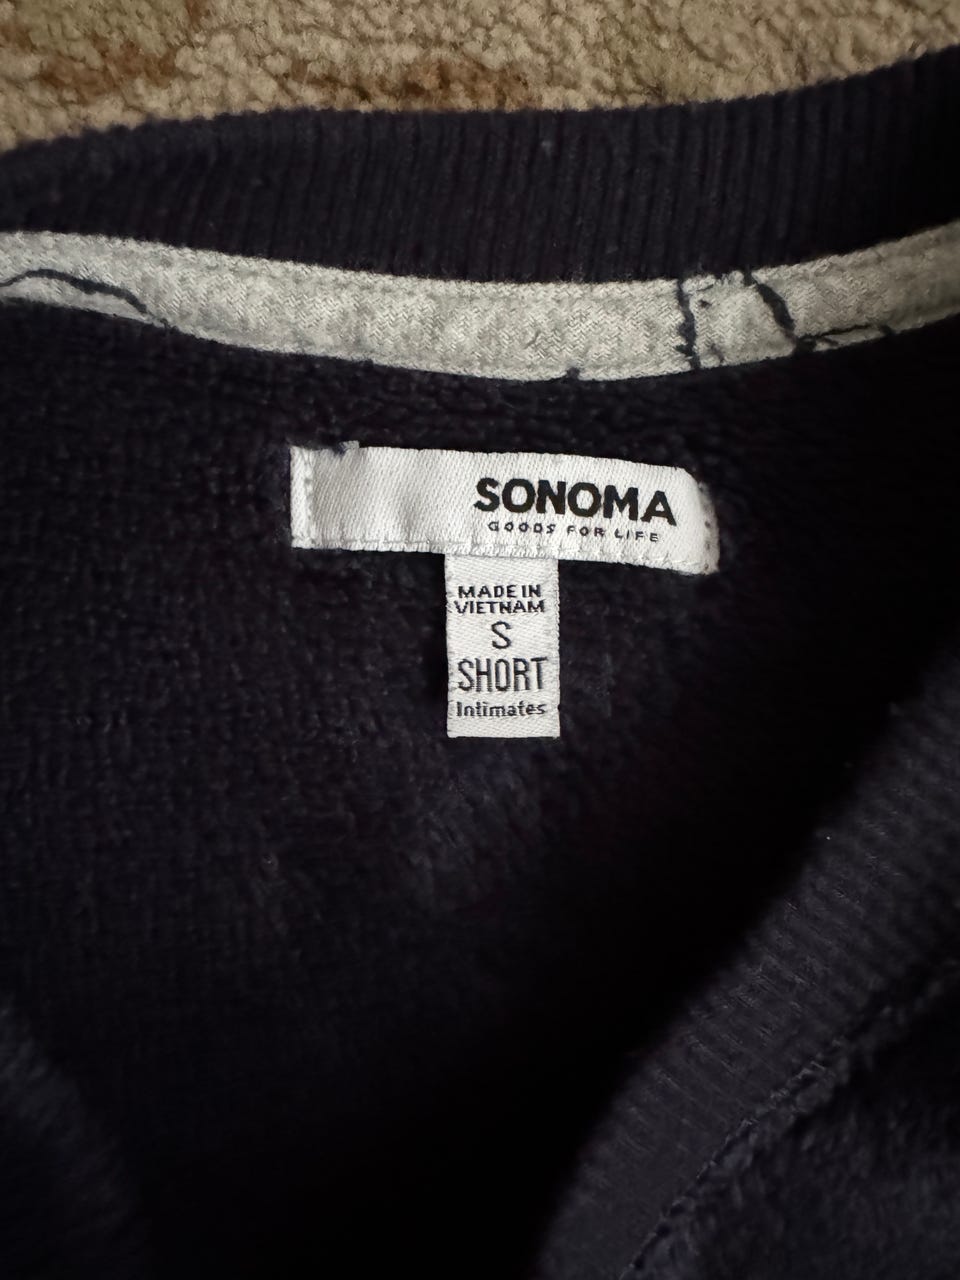 SONOMA
GOODS FOR LIFE
MADE IN
VIETNAM
S
SHORT
Intimates